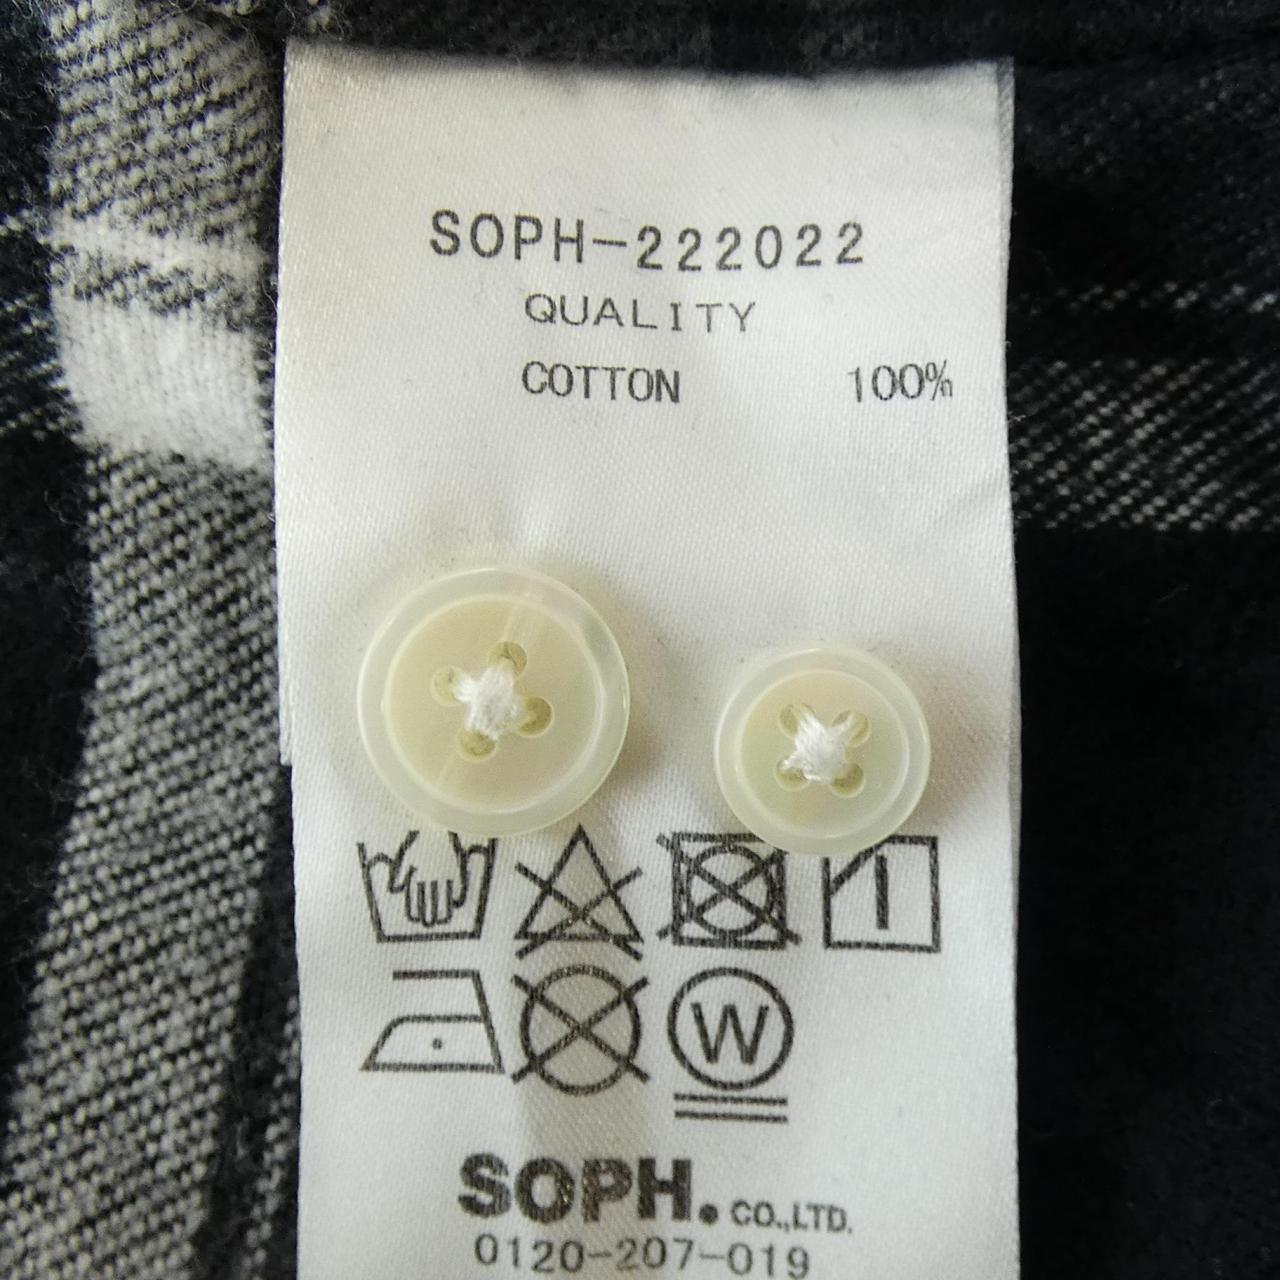 SOPH-222022
QUALITY
COTTON 100%
W
SOPH. CO.,LTD.
0120-207-019